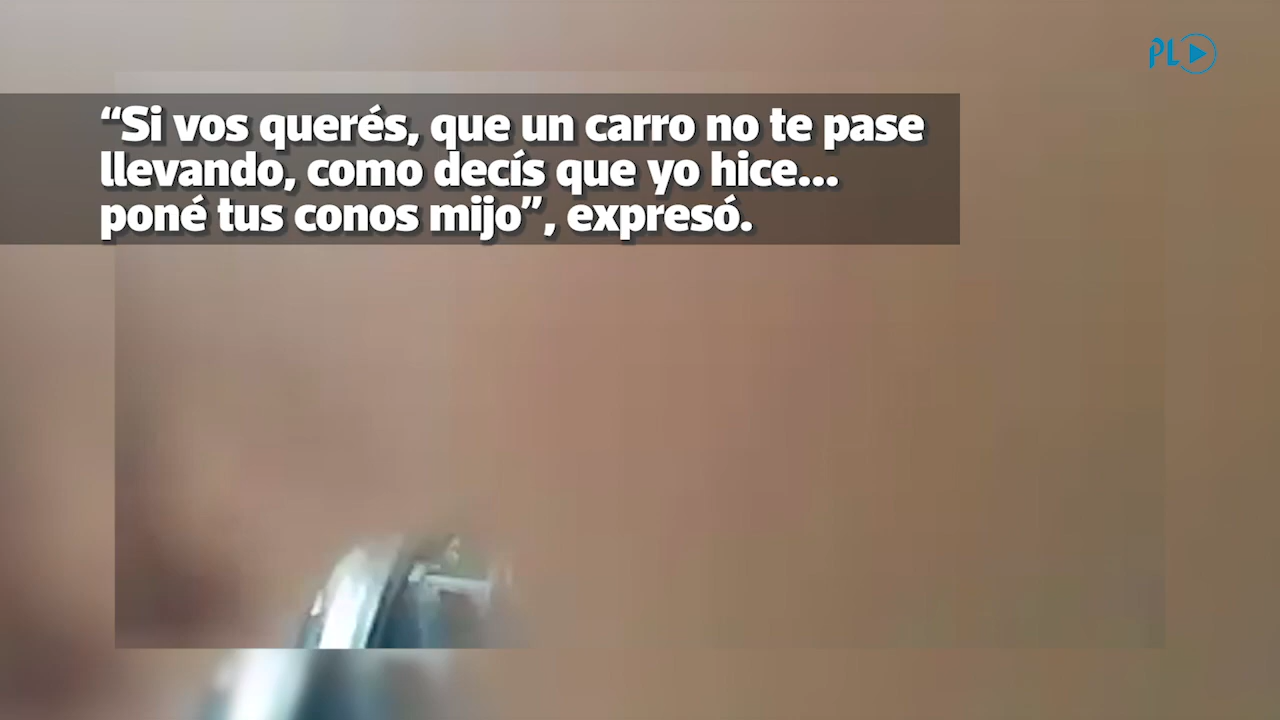 PL
“Si vos querés, que un carro no te pase
llevando, como decís que yo hice...
poné tus conos mijo”, expresó.